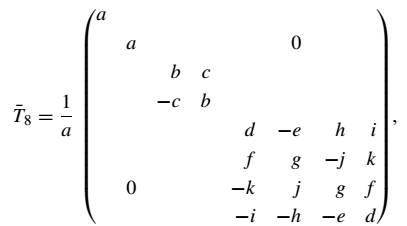 a
a 0
b c
−c b
T̄₈ = 1/a
d −e h i
f g −j k
0 −k j g f
−i −h −e d ,